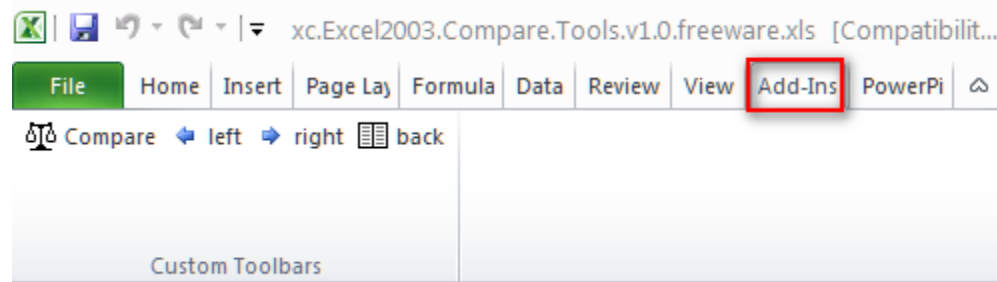 xc.Excel2003.Compare.Tools.v1.0.freeware.xls [Compatibilit...
File Home Insert Page Lay Formula Data Review View Add-Ins PowerPi
Compare left right back
Custom Toolbars